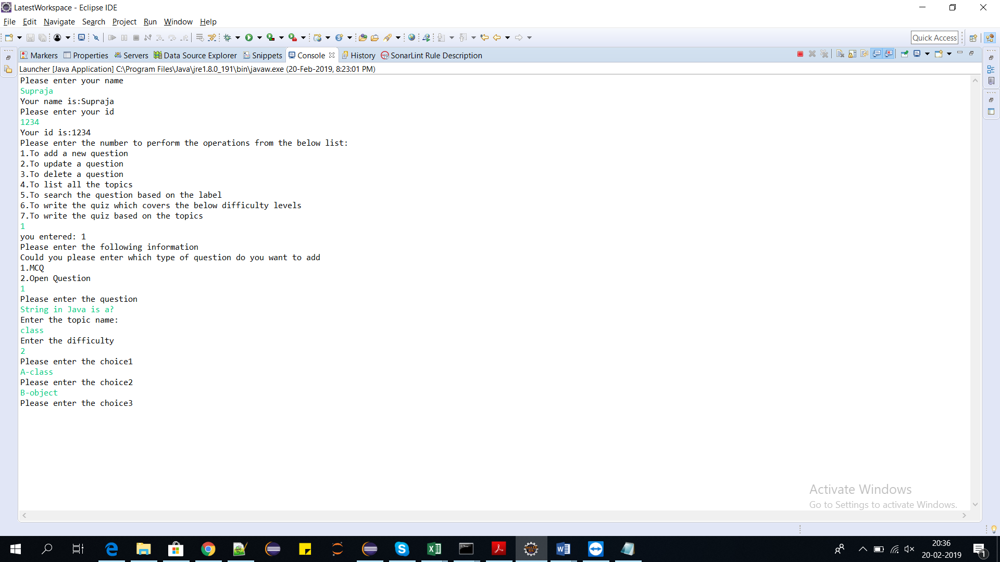 LatestWorkspace - Eclipse IDE
File Edit Navigate Search Project Run Window Help
Quick Access
Markers Properties Servers Data Source Explorer Snippets Console History SonarLint Rule Description
Launcher [Java Application] C:\Program Files\Java\jre1.8.0_191\bin\javaw.exe (20-Feb-2019, 8:23:01 PM)
Please enter your name
Supraja
Your name is:Supraja
Please enter your id
1234
Your id is:1234
Please enter the number to perform the operations from the below list:
1.To add a new question
2.To update a question
3.To delete a question
4.To list all the topics
5.To search the question based on the label
6.To write the quiz which covers the below difficulty levels
7.To write the quiz based on the topics
1
you entered: 1
Please enter the following information
Could you please enter which type of question do you want to add
1.MCQ
2.Open Question
1
Please enter the question
String in Java is a?
Enter the topic name:
class
Enter the difficulty
2
Please enter the choice1
A-class
Please enter the choice2
B-object
Please enter the choice3
Activate Windows
Go to Settings to activate Windows.
20:36
20-02-2019
1